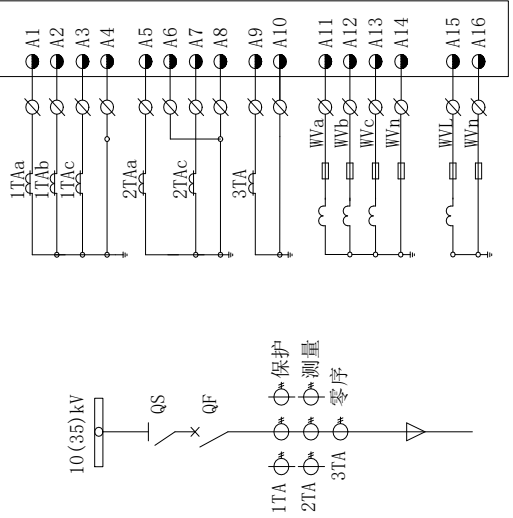 A1 A2 A3 A4 A5 A6 A7 A8 A9 A10 A11 A12 A13 A14 A15 A16
WVa WVb WVc WVn WVL WVn
1TAa 1TAb 1TAc 2TAa 2TAc 3TA
10(35)kV
QS
QF
保护
测量
零序
1TA
2TA
3TA